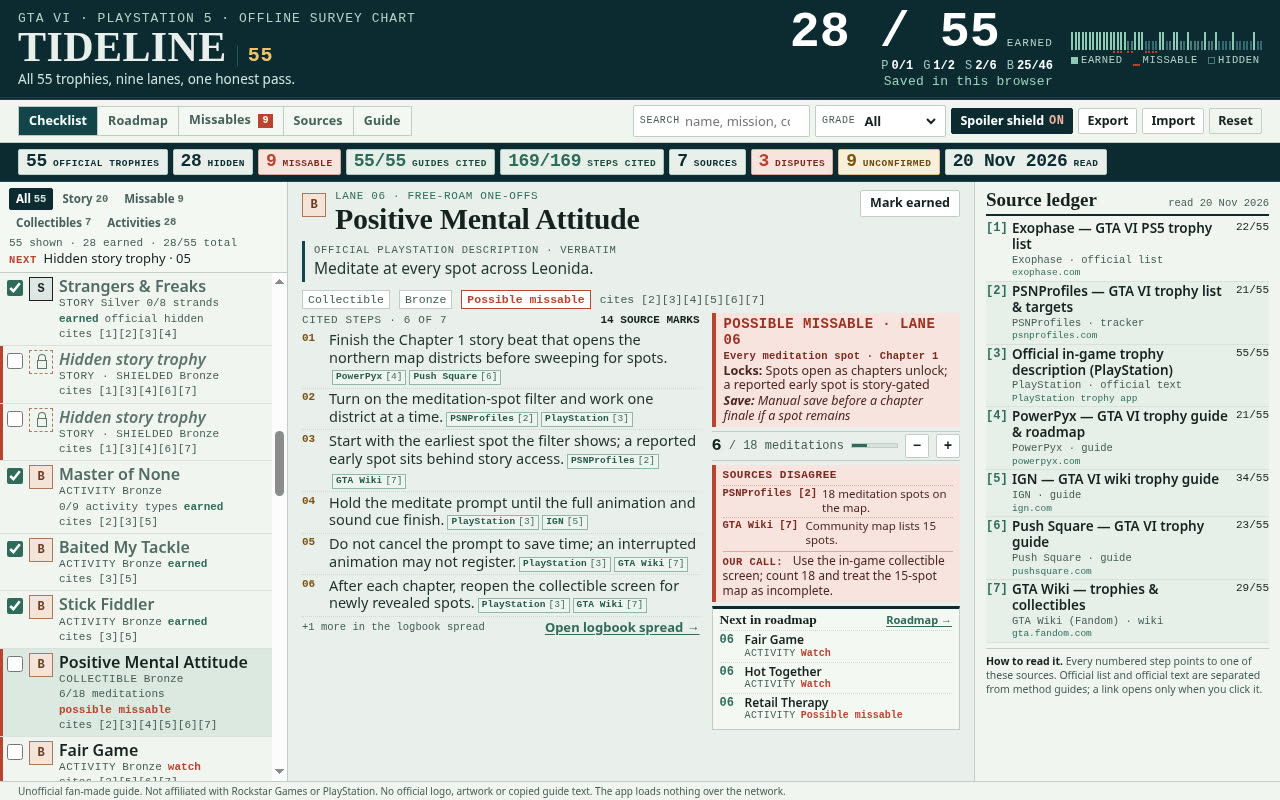 GTA VI · PLAYSTATION 5 · OFFLINE SURVEY CHART
TIDELINE 55
All 55 trophies, nine lanes, one honest pass.
28 / 55 EARNED
P 0/1 G 1/2 S 2/6 B 25/46
Saved in this browser
EARNED MISSABLE HIDDEN
Checklist Roadmap Missables 9 Sources Guide
SEARCH name, mission, cc
GRADE All
Spoiler shield ON
Export Import Reset
55 OFFICIAL TROPHIES
28 HIDDEN
9 MISSABLE
55/55 GUIDES CITED
169/169 STEPS CITED
7 SOURCES
3 DISPUTES
9 UNCONFIRMED
20 Nov 2026 READ
All 55 Story 20 Missable 9
Collectibles 7 Activities 28
55 shown · 28 earned · 28/55 total
NEXT Hidden story trophy · 05
S Strangers & Freaks
STORY Silver 0/8 strands
earned official hidden
cites [1][2][3][4]
Hidden story trophy
STORY · SHIELDED Bronze
cites [1][3][4][6][7]
Hidden story trophy
STORY · SHIELDED Bronze
cites [1][3][4][6][7]
B Master of None
ACTIVITY Bronze
0/9 activity types earned
cites [2][3][5]
B Baited My Tackle
ACTIVITY Bronze earned
cites [3][5]
B Stick Fiddler
ACTIVITY Bronze earned
cites [3][5]
B Positive Mental Attitude
COLLECTIBLE Bronze
6/18 meditations
possible missable
cites [2][3][4][5][6][7]
B Fair Game
ACTIVITY Bronze watch
cites [3][5][6][7]
B LANE 06 · FREE-ROAM ONE-OFFS
Positive Mental Attitude
Mark earned
OFFICIAL PLAYSTATION DESCRIPTION · VERBATIM
Meditate at every spot across Leonida.
Collectible Bronze Possible missable cites [2][3][4][5][6][7]
CITED STEPS · 6 OF 7 14 SOURCE MARKS
01 Finish the Chapter 1 story beat that opens the
northern map districts before sweeping for spots.
PowerPyx [4] Push Square [6]
02 Turn on the meditation-spot filter and work one
district at a time. PSNProfiles [2] PlayStation [3]
03 Start with the earliest spot the filter shows; a reported
early spot sits behind story access. PSNProfiles [2]
GTA Wiki [7]
04 Hold the meditate prompt until the full animation and
sound cue finish. PlayStation [3] IGN [5]
05 Do not cancel the prompt to save time; an interrupted
animation may not register. PlayStation [3] GTA Wiki [7]
06 After each chapter, reopen the collectible screen for
newly revealed spots. PlayStation [3] GTA Wiki [7]
+1 more in the logbook spread Open logbook spread →
POSSIBLE MISSABLE · LANE
06
Every meditation spot · Chapter 1
Locks: Spots open as chapters unlock;
a reported early spot is story-gated
Save: Manual save before a chapter
finale if a spot remains
6 / 18 meditations − +
SOURCES DISAGREE
PSNProfiles [2] 18 meditation spots on
the map.
GTA Wiki [7] Community map lists 15
spots.
OUR CALL: Use the in-game collectible
screen; count 18 and treat the 15-spot
map as incomplete.
Next in roadmap Roadmap →
06 Fair Game
ACTIVITY Watch
06 Hot Together
ACTIVITY Watch
06 Retail Therapy
ACTIVITY Possible missable
Source ledger read 20 Nov 2026
[1] Exophase — GTA VI PS5 trophy 22/55
list
Exophase · official list
exophase.com
[2] PSNProfiles — GTA VI trophy list 21/55
& targets
PSNProfiles · tracker
psnprofiles.com
[3] Official in-game trophy 55/55
description (PlayStation)
PlayStation · official text
PlayStation trophy app
[4] PowerPyx — GTA VI trophy guide 21/55
& roadmap
PowerPyx · guide
powerpyx.com
[5] IGN — GTA VI wiki trophy guide 34/55
IGN · guide
ign.com
[6] Push Square — GTA VI trophy 23/55
guide
Push Square · guide
pushsquare.com
[7] GTA Wiki — trophies & 29/55
collectibles
GTA Wiki (Fandom) · wiki
gta.fandom.com
How to read it. Every numbered step points to one of
these sources. Official list and official text are separated
from method guides; a link opens only when you click it.
Unofficial fan-made guide. Not affiliated with Rockstar Games or PlayStation. No official logo, artwork or copied guide text. The app loads nothing over the network.